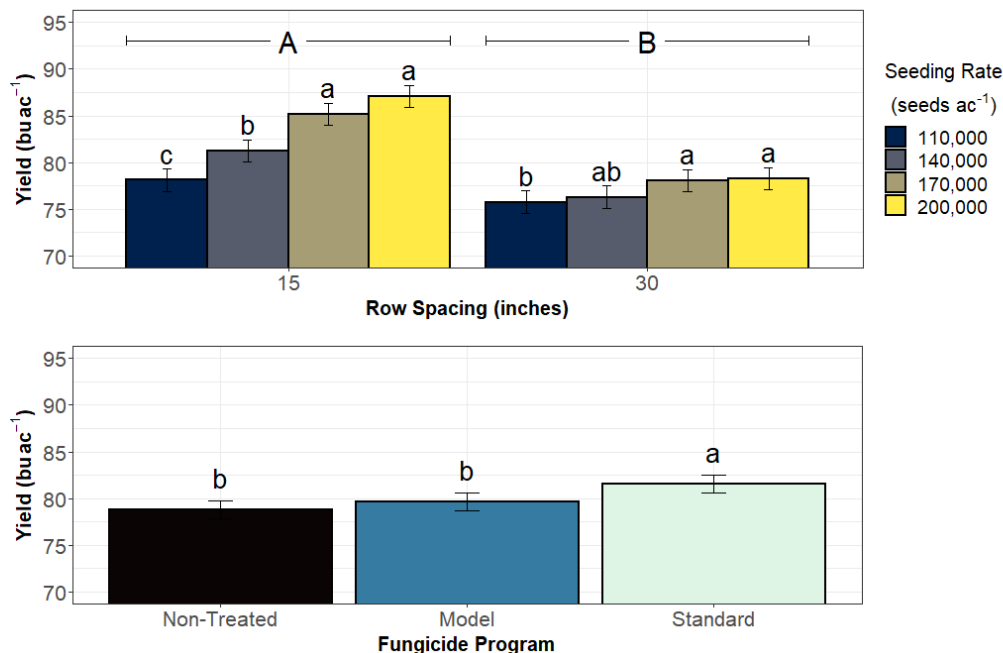 95
90
85
80
75
70
Yield (bu ac⁻¹)
A
B
c
b
a
a
b
ab
a
a
15
30
Row Spacing (inches)
Seeding Rate
(seeds ac⁻¹)
110,000
140,000
170,000
200,000
95
90
85
80
75
70
Yield (bu ac⁻¹)
b
b
a
Non-Treated
Model
Standard
Fungicide Program